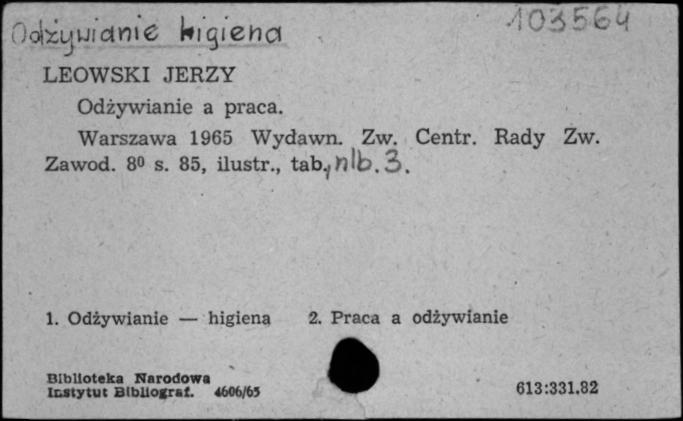 103564
Odżywianie higiena
LEOWSKI JERZY
Odżywianie a praca.
Warszawa 1965 Wydawn. Zw. Centr. Rady Zw.
Zawod. 8⁰ s. 85, ilustr., tab., nlb. 3.
1. Odżywianie — higiena 2. Praca a odżywianie
Biblioteka Narodowa
Instytut Bibliograf. 4606/65
613:331.82